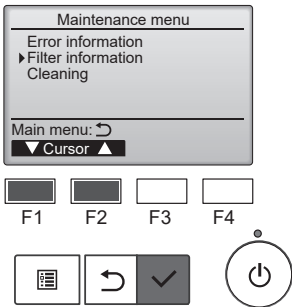 Maintenance menu
Error information
Filter information
Cleaning
Main menu:
Cursor
F1 F2 F3 F4